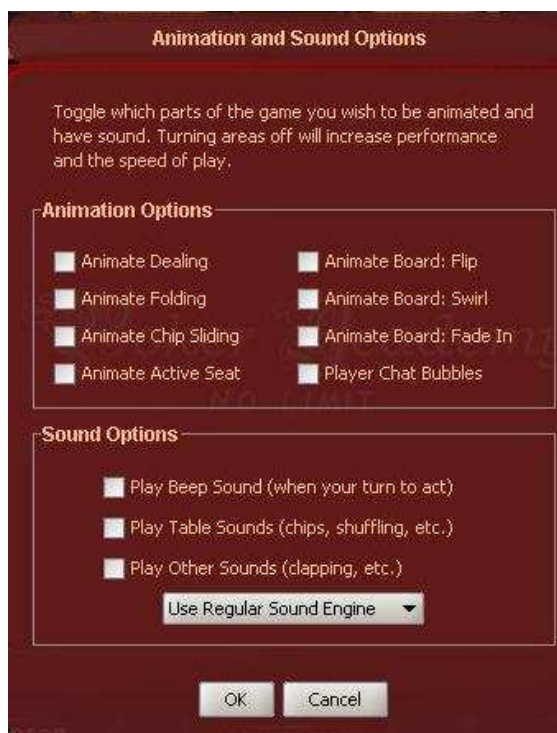 Animation and Sound Options
Toggle which parts of the game you wish to be animated and
have sound. Turning areas off will increase performance
and the speed of play.
Animation Options
Animate Dealing
Animate Board: Flip
Animate Folding
Animate Board: Swirl
Animate Chip Sliding
Animate Board: Fade In
Animate Active Seat
Player Chat Bubbles
NO LIMIT
Sound Options
Play Beep Sound (when your turn to act)
Play Table Sounds (chips, shuffling, etc.)
Play Other Sounds (clapping, etc.)
Use Regular Sound Engine
OK
Cancel